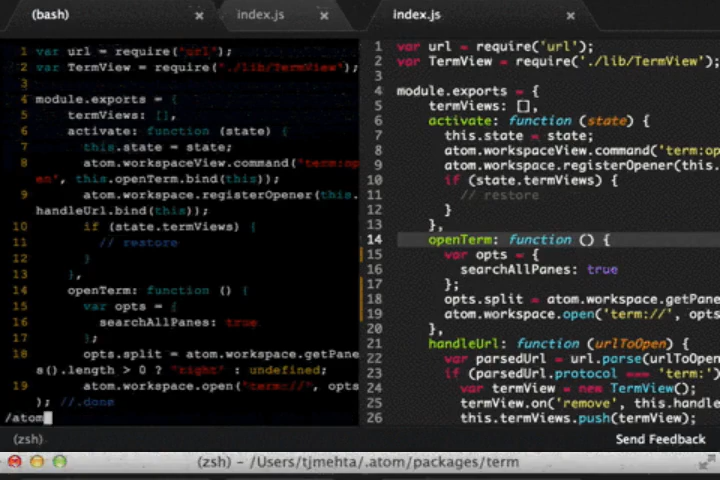 (bash)
index.js
1 var url = require("url");
2 var TermView = require("./lib/TermView");
3
4 module.exports = {
5 termViews: [],
6 activate: function (state) {
7 this.state = state;
8 atom.workspaceView.command("term:op
en", this.openTerm.bind(this));
9 atom.workspace.registerOpener(this.
handleUrl.bind(this));
10 if (state.termViews) {
11 // restore
12 }
13 },
14 openTerm: function () {
15 var opts = {
16 searchAllPanes: true
17 };
18 opts.split = atom.workspace.getPane
s().length > 0 ? "right" : undefined;
19 atom.workspace.open("term://", opts
); //.done
/atom
(zsh)
index.js
1 var url = require('url');
2 var TermView = require('./lib/TermView');
3
4 module.exports = {
5 termViews: [],
6 activate: function (state) {
7 this.state = state;
8 atom.workspaceView.command('term:op
9 atom.workspace.registerOpener(this.
10 if (state.termViews) {
11 // restore
12 }
13 },
14 openTerm: function () {
15 var opts = {
16 searchAllPanes: true
17 };
18 opts.split = atom.workspace.getPane
19 atom.workspace.open('term://', opts
20 },
21 handleUrl: function (urlToOpen) {
22 var parsedUrl = url.parse(urlToOpen
23 if (parsedUrl.protocol === 'term:')
24 var termView = new TermView();
25 termView.on('remove', this.handle
26 this.termViews.push(termView);
Send Feedback
(zsh) – /Users/tjmehta/.atom/packages/term